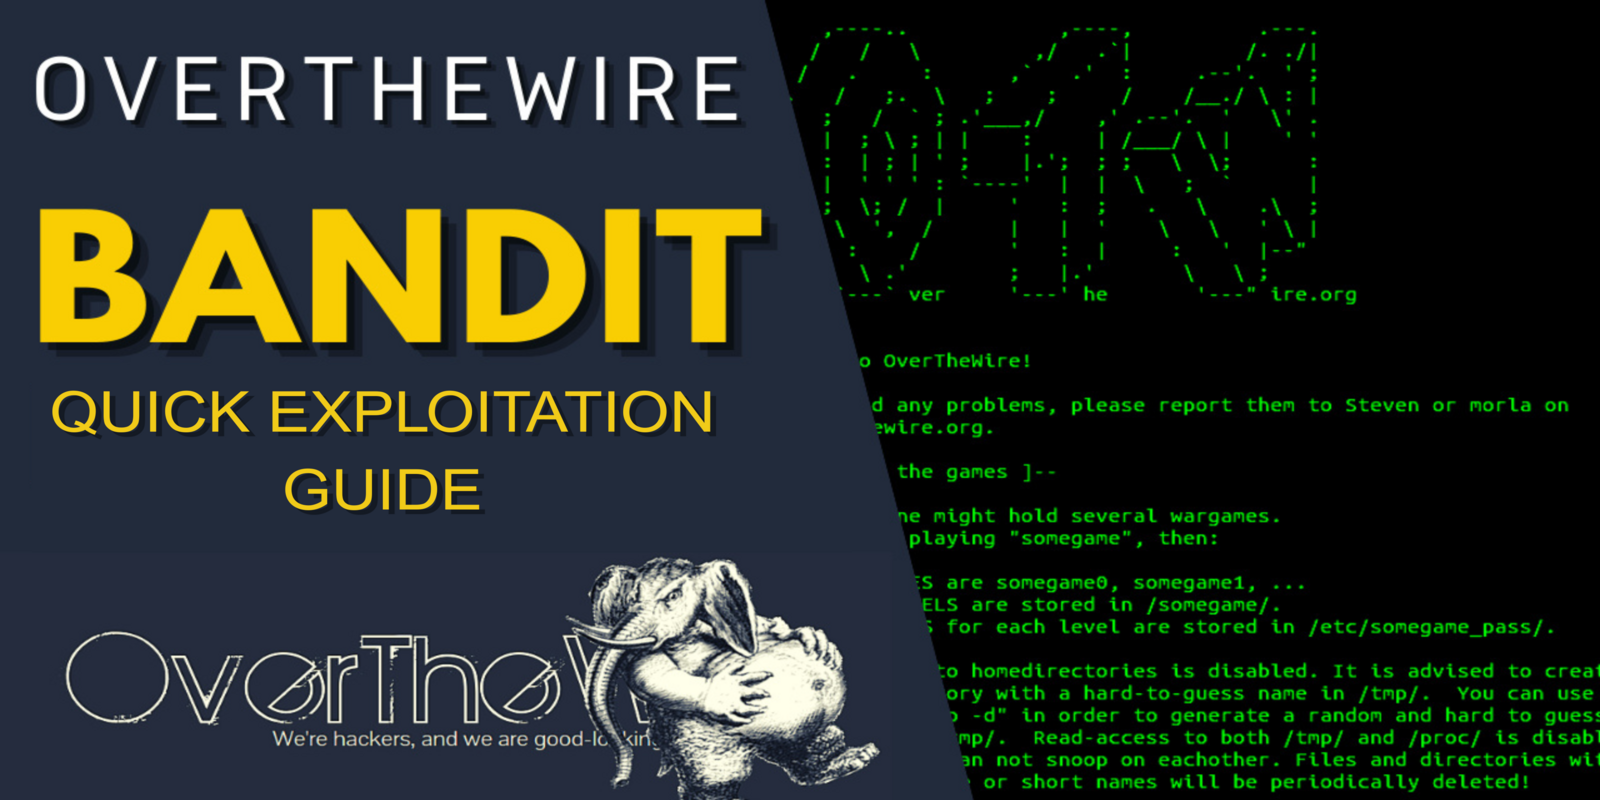 OVERTHEWIRE
BANDIT
QUICK EXPLOITATION
GUIDE
OverTheW
We're hackers, and we are good-looking
ver he ire.org
o OverTheWire!
d any problems, please report them to Steven or morla on
ewire.org.
the games ]--
ne might hold several wargames.
playing "somegame", then:
ES are somegame0, somegame1, ...
ELS are stored in /somegame/.
S for each level are stored in /etc/somegame_pass/.
to homedirectories is disabled. It is advised to creat
ory with a hard-to-guess name in /tmp/. You can use
p -d" in order to generate a random and hard to guess
mp/. Read-access to both /tmp/ and /proc/ is disabl
an not snoop on eachother. Files and directories wit
or short names will be periodically deleted!